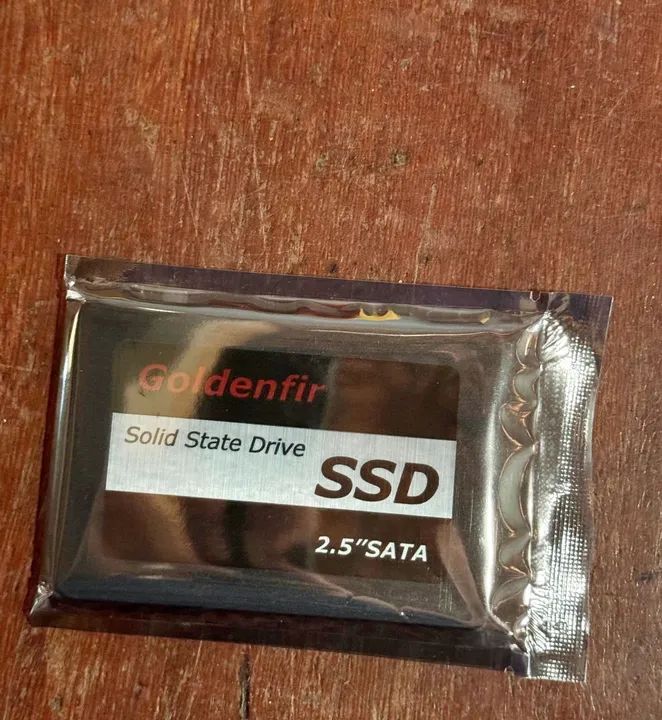 Goldenfir
Solid State Drive
SSD
2.5"SATA